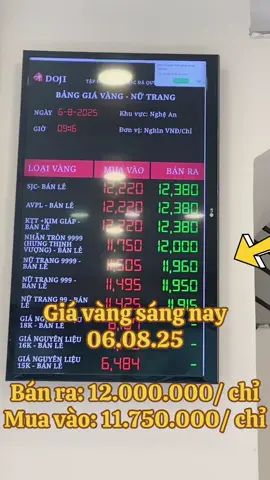 DOJI
BẢNG GIÁ VÀNG - NỮ TRANG
NGÀY 6-8-2025 Khu vực: Nghệ An
GIỜ 09:16 Đơn vị: Nghìn VNĐ/Chỉ
LOẠI VÀNG MUA VÀO BÁN RA
SJC- BÁN LẺ 12,220 12,380
AVPL - BÁN LẺ 12,220 12,380
KTT +KIM GIÁP - BÁN LẺ 12,220 12,380
NHẪN TRÒN 9999 (HƯNG THỊNH VƯỢNG) - BÁN LẺ 11,750 12,000
NỮ TRANG 9999 - BÁN LẺ 11,505 11,960
NỮ TRANG 999 - BÁN LẺ 11,495 11,950
NỮ TRANG 99 - BÁN LẺ 11,425 11,915
GIÁ NGUYÊN LIỆU 18K - BÁN LẺ -
GIÁ NGUYÊN LIỆU 16K - BÁN LẺ -
GIÁ NGUYÊN LIỆU 15K - BÁN LẺ 6,484 -
Giá vàng sáng nay
06.08.25
Bán ra: 12.000.000/ chỉ
Mua vào: 11.750.000/ chỉ